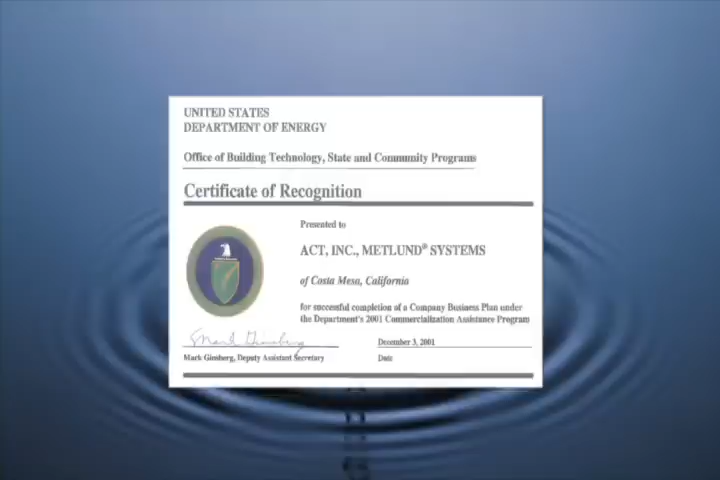 UNITED STATES
DEPARTMENT OF ENERGY
Office of Building Technology, State and Community Programs
Certificate of Recognition
Presented to
ACT, INC., METLUND® SYSTEMS
of Costa Mesa, California
for successful completion of a Company Business Plan under
the Department's 2001 Commercialization Assistance Program
Mark Ginsberg
December 3, 2001
Mark Ginsberg, Deputy Assistant Secretary
Date